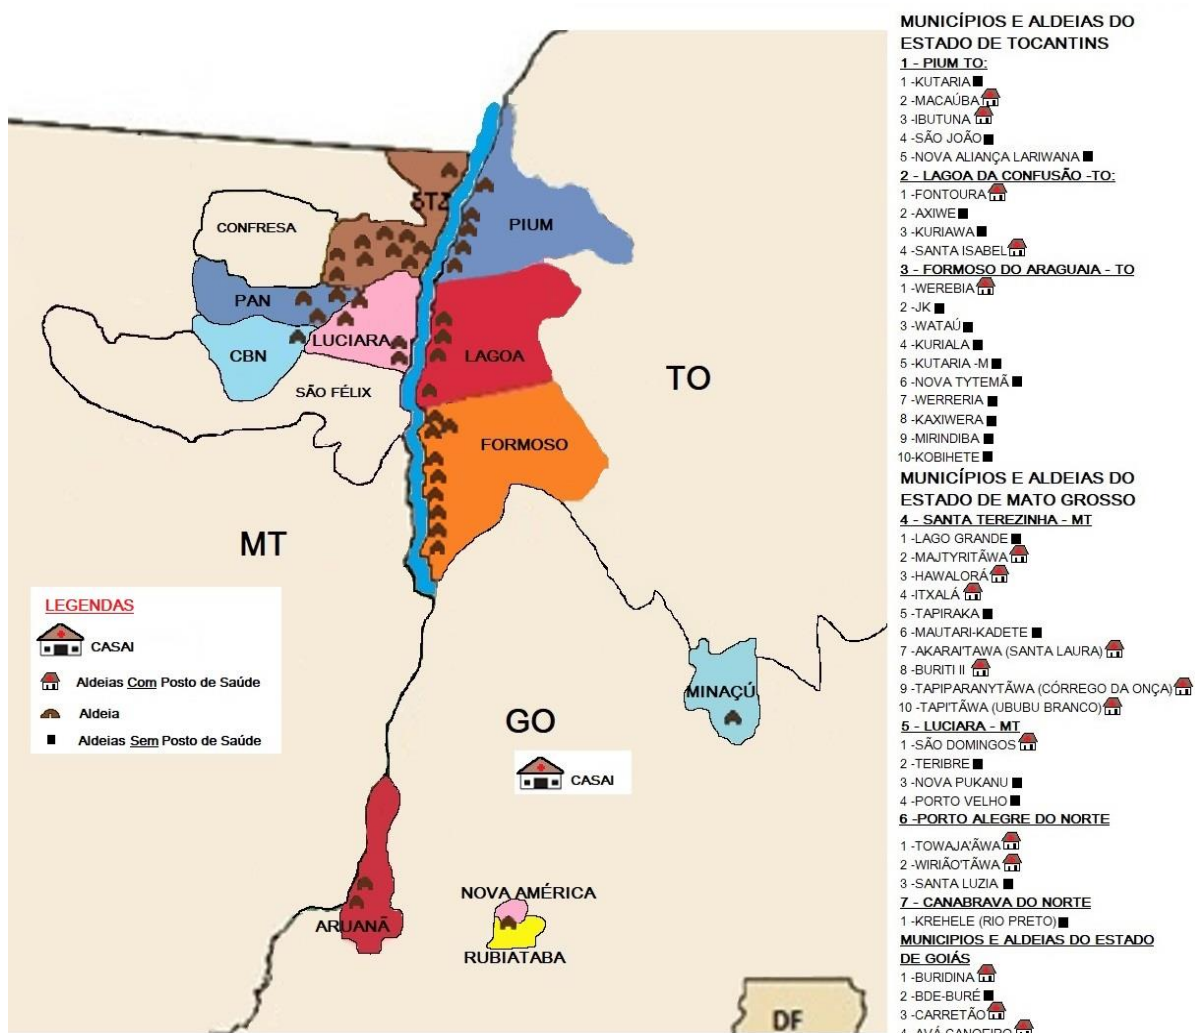 STZ
CONFRESA
PIUM
PAN
LUCIARA
CBN
LAGOA
SÃO FÉLIX
TO
FORMOSO
MT
LEGENDAS
CASAI
Aldeias Com Posto de Saúde
Aldeia
Aldeias Sem Posto de Saúde
MINAÇÚ
GO
CASAI
NOVA AMÉRICA
ARUANÃ
RUBIATABA
DF
MUNICÍPIOS E ALDEIAS DO
ESTADO DE TOCANTINS
1 - PIUM TO:
1 -KUTARIA
2 -MACAÚBA
3 -IBUTUNA
4 -SÃO JOÃO
5 -NOVA ALIANÇA LARIWANA
2 - LAGOA DA CONFUSÃO -TO:
1 -FONTOURA
2 -AXIWE
3 -KURIAWA
4 -SANTA ISABEL
3 - FORMOSO DO ARAGUAIA - TO
1 -WEREBIA
2 -JK
3 -WATAÚ
4 -KURIALA
5 -KUTARIA -M
6 -NOVA TYTEMÃ
7 -WERRERIA
8 -KAXIWERA
9 -MIRINDIBA
10-KOBIHETE
MUNICÍPIOS E ALDEIAS DO
ESTADO DE MATO GROSSO
4 - SANTA TEREZINHA - MT
1 -LAGO GRANDE
2 -MAJTYRITÃWA
3 -HAWALORÁ
4 -ITXALÁ
5 -TAPIRAKA
6 -MAUTARI-KADETE
7 -AKARA'TAWA (SANTA LAURA)
8 -BURITI II
9 -TAPIPARANYTÃWA (CÓRREGO DA ONÇA)
10 -TAPI'TÃWA (UBUBU BRANCO)
5 - LUCIARA - MT
1 -SÃO DOMINGOS
2 -TERIBRE
3 -NOVA PUKANU
4 -PORTO VELHO
6 -PORTO ALEGRE DO NORTE
1 -TOWAJA'ÃWA
2 -WIRIÃO'TÃWA
3 -SANTA LUZIA
7 - CANABRAVA DO NORTE
1 -KREHELE (RIO PRETO)
MUNICIPIOS E ALDEIAS DO ESTADO
DE GOIÁS
1 -BURIDINA
2 -BDE-BURÉ
3 -CARRETÃO
4 -AVÁ CANOEIRO